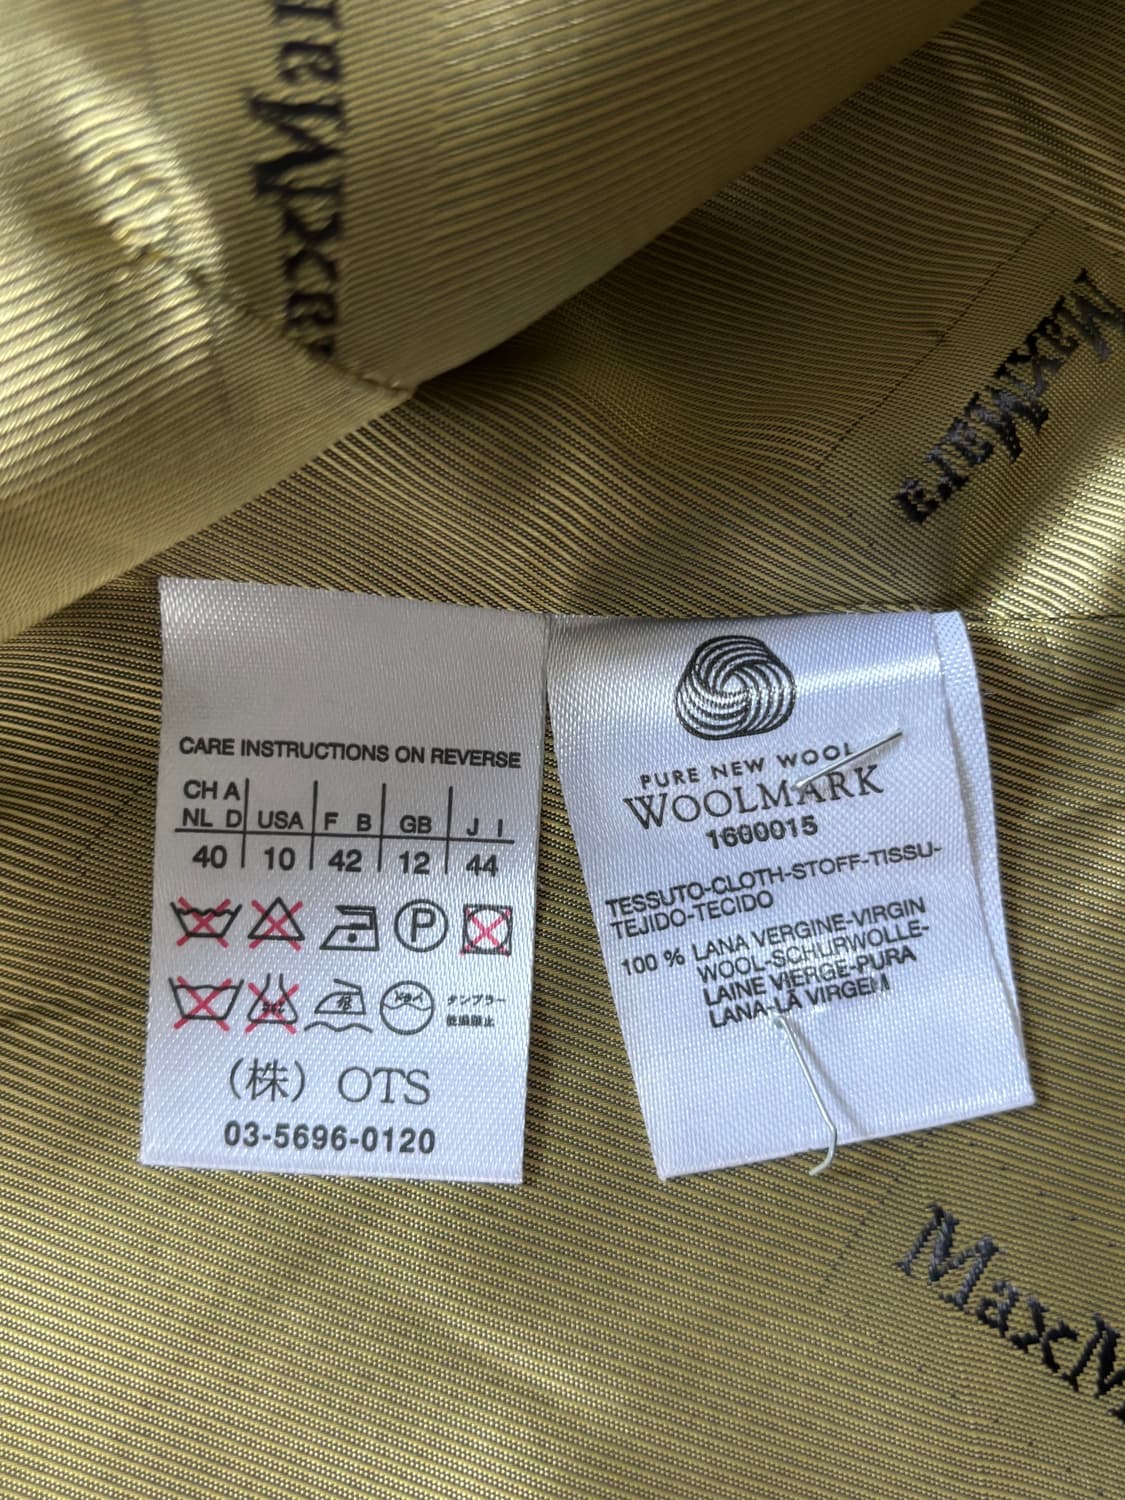 MaxMara
MaxMara
CARE INSTRUCTIONS ON REVERSE
CH A
NL D USA F B GB J I
40 10 42 12 44
P
タンブラー
乾燥禁止
(株) OTS
03-5696-0120
PURE NEW WOOL
WOOLMARK
1600015
TESSUTO-CLOTH-STOFF-TISSU-
TEJIDO-TECIDO
100 % LANA VERGINE-VIRGIN
WOOL-SCHURWOLLE-
LAINE VIERGE-PURA
LANA-LÃ VIRGEM
MaxM